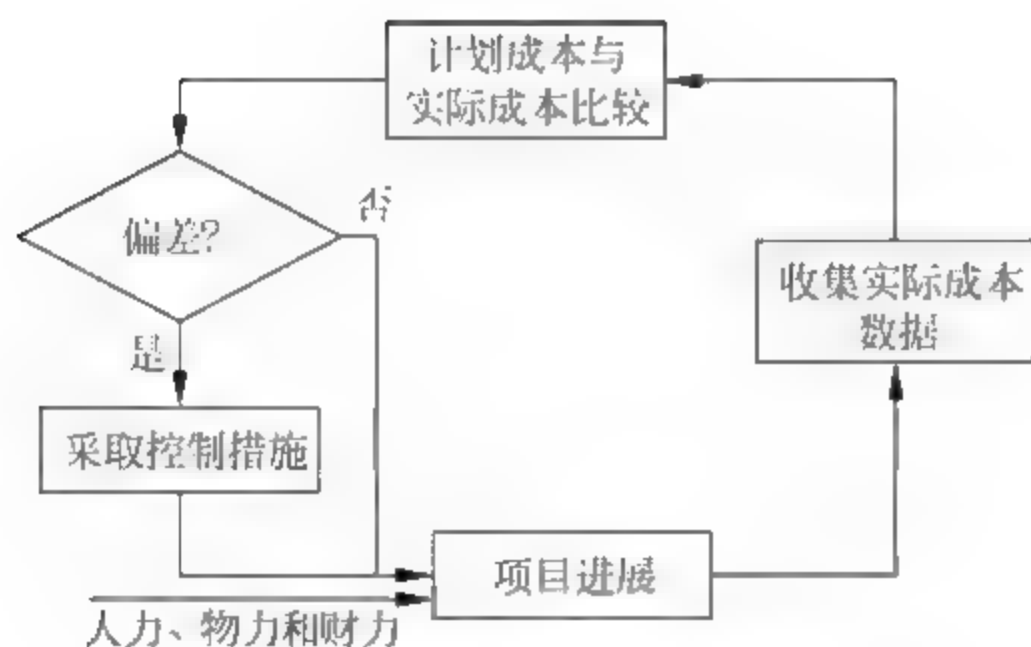 计划成本与
实际成本比较
偏差?
否
收集实际成本
数据
是
采取控制措施
项目进展
人力、物力和财力